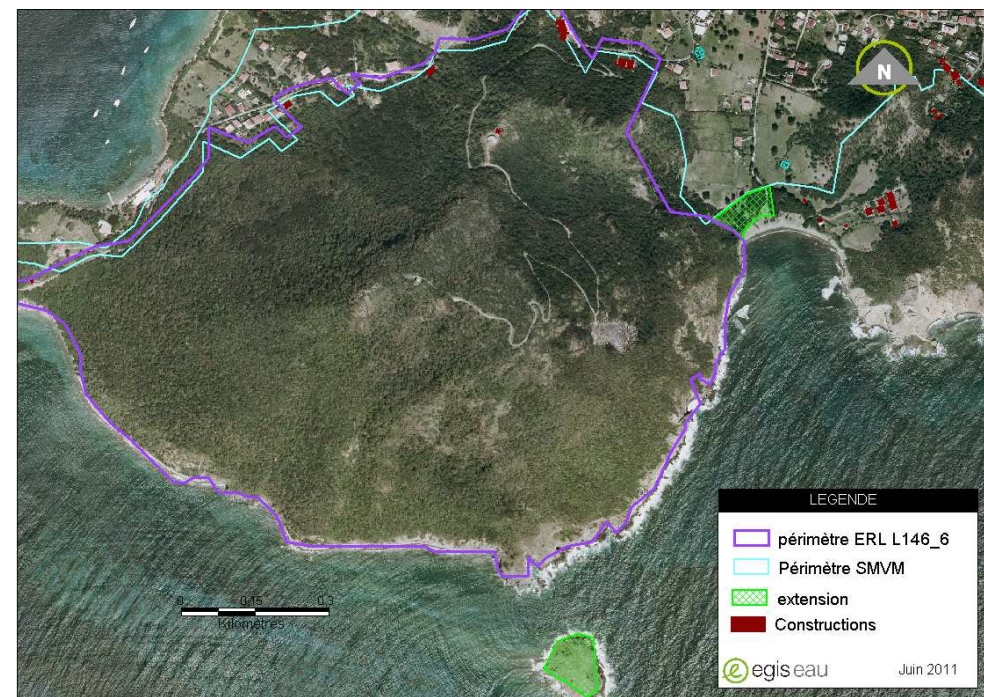 N
LEGENDE
périmètre ERL L146_6
Périmètre SMVM
extension
Constructions
egis eau
Juin 2011
0 0,15 0,3
Kilomètres